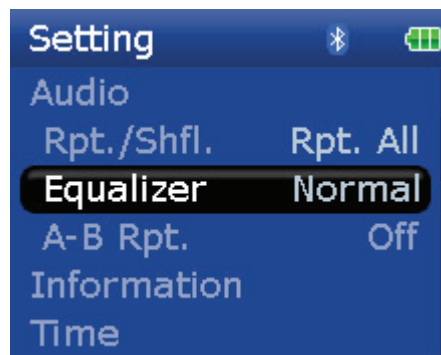 Setting
Audio
Rpt./Shfl. Rpt. All
Equalizer Normal
A-B Rpt. Off
Information
Time